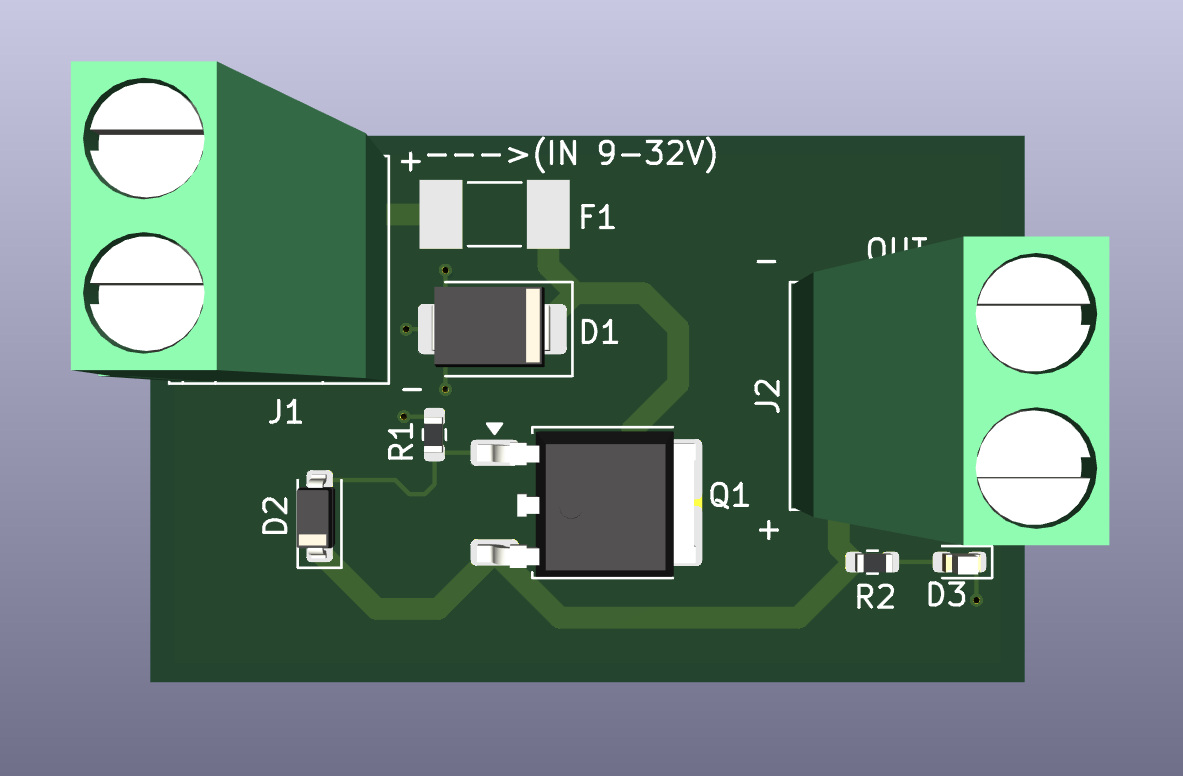 +--->(IN 9-32V)
F1
OUT
-
D1
-
J1
J2
R1
Q1
D2
+
R2
D3